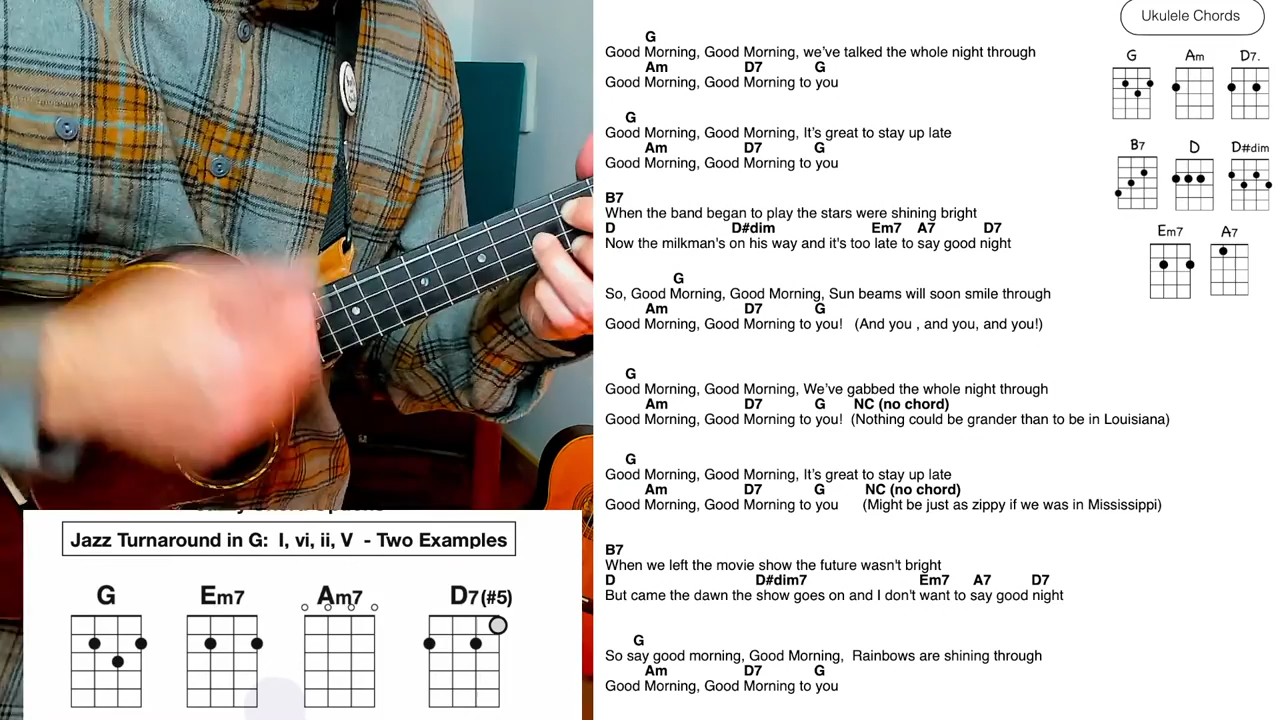 Ukulele Chords
G Am D7.
B7 D D#dim
Em7 A7
G
Good Morning, Good Morning, we've talked the whole night through
Am D7 G
Good Morning, Good Morning to you
G
Good Morning, Good Morning, It's great to stay up late
Am D7 G
Good Morning, Good Morning to you
B7
When the band began to play the stars were shining bright
D D#dim Em7 A7 D7
Now the milkman's on his way and it's too late to say good night
G
So, Good Morning, Good Morning, Sun beams will soon smile through
Am D7 G
Good Morning, Good Morning to you! (And you , and you, and you!)
G
Good Morning, Good Morning, We've gabbed the whole night through
Am D7 G NC (no chord)
Good Morning, Good Morning to you! (Nothing could be grander than to be in Louisiana)
G
Good Morning, Good Morning, It's great to stay up late
Am D7 G NC (no chord)
Good Morning, Good Morning to you (Might be just as zippy if we was in Mississippi)
B7
When we left the movie show the future wasn't bright
D D#dim7 Em7 A7 D7
But came the dawn the show goes on and I don't want to say good night
G
So say good morning, Good Morning, Rainbows are shining through
Am D7 G
Good Morning, Good Morning to you
Jazz Turnaround in G: I, vi, ii, V - Two Examples
G Em7 Am7 D7(#5)